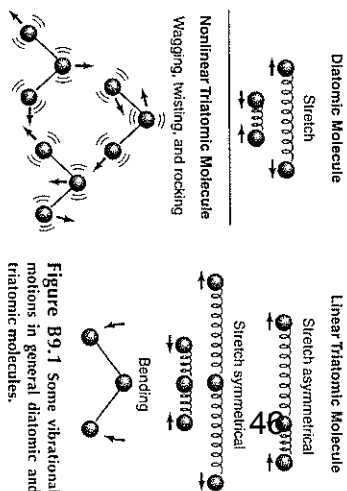 Diatomic Molecule
Stretch
Nonlinear Triatomic Molecule
Wagging, twisting, and rocking
Linear Triatomic Molecule
Stretch asymmetrical
Stretch symmetrical
Bending
Figure B9.1 Some vibrational
motions in general diatomic and
triatomic molecules.
46